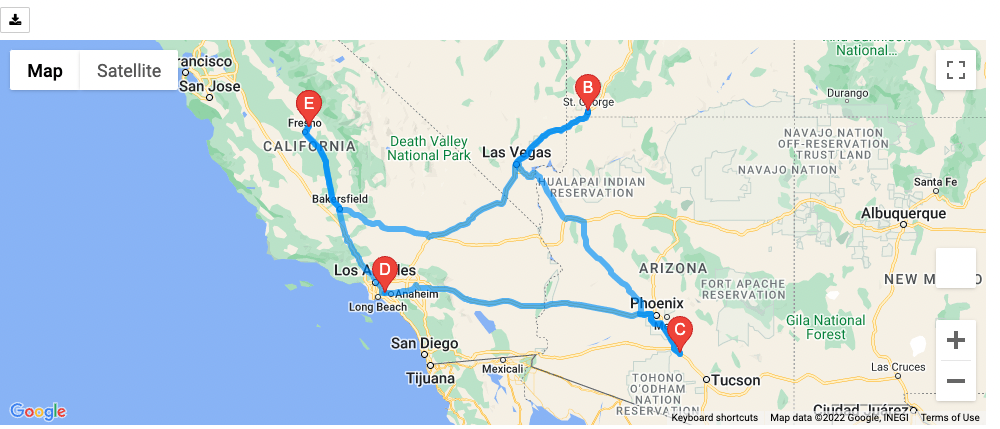 Map
Satellite
rancisco
San Jose
National...
Durango
B
St. George
E
Fresno
CALIFORNIA
Death Valley
National Park
Las Vegas
NAVAJO NATION
OFF-RESERVATION
TRUST LAND
NAVAJO NATION
HUALAPAI INDIAN
RESERVATION
Santa Fe
Bakersfield
Albuquerque
D
Los Angeles
Anaheim
Long Beach
ARIZONA
FORT APACHE
RESERVATION
NEW MEXICO
Phoenix
C
Gila National
Forest
San Diego
Tijuana
Mexicali
Las Cruces
TOHONO
O'ODHAM
NATION
RESERVATION
Tucson
Ciudad Juárez
Google
Keyboard shortcuts
Map data ©2022 Google, INEGI
Terms of Use